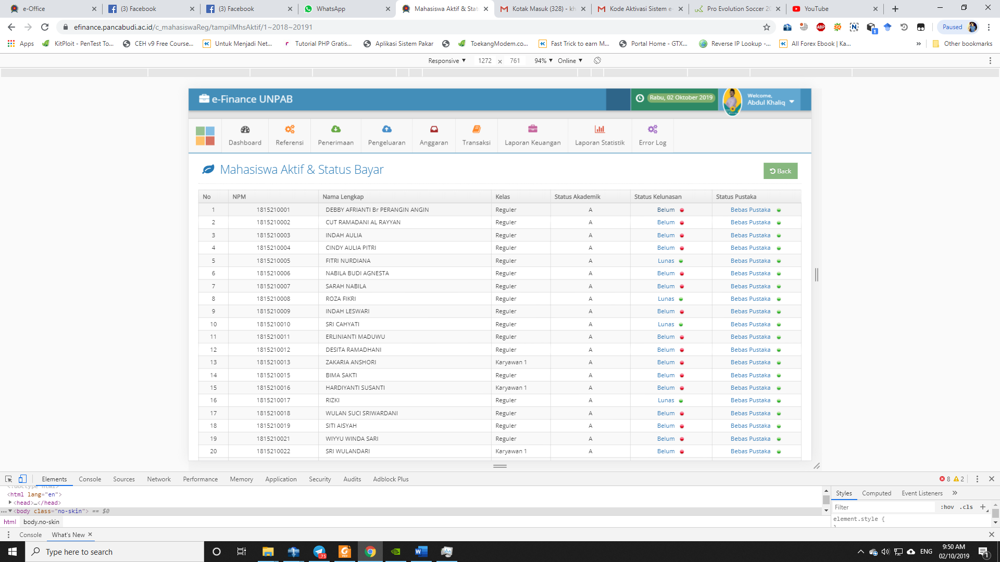 e-Office
(3) Facebook
(3) Facebook
WhatsApp
Mahasiswa Aktif & Stat
Kotak Masuk (328) - kh
Kode Aktivasi Sistem e-
Pro Evolution Soccer 20
YouTube
efinance.pancabudi.ac.id/c_mahasiswaReg/tampilMhsAktif/1~2018~20191
Paused
Apps
KitPloit - PenTest To...
CEH v9 Free Course...
Untuk Menjadi Net...
Tutorial PHP Gratis...
Aplikasi Sistem Pakar
ToekangModem.co...
Fast Trick to earn M...
Portal Home - GTX...
Reverse IP Lookup -...
All Forex Ebook | Ka...
»
Other bookmarks
Responsive ▼ 1272 × 761 94% ▼ Online ▼
e-Finance UNPAB
Rabu, 02 Oktober 2019
Welcome,
Abdul Khaliq
Dashboard
Referensi
Penerimaan
Pengeluaran
Anggaran
Transaksi
Laporan Keuangan
Laporan Statistik
Error Log
Mahasiswa Aktif & Status Bayar
Back
No NPM Nama Lengkap Kelas Status Akademik Status Kelunasan Status Pustaka
1 1815210001 DEBBY AFRIANTI Br PERANGIN ANGIN Reguler A Belum Bebas Pustaka
2 1815210002 CUT RAMADANI AL RAYYAN Reguler A Belum Bebas Pustaka
3 1815210003 INDAH AULIA Reguler A Belum Bebas Pustaka
4 1815210004 CINDY AULIA PITRI Reguler A Belum Bebas Pustaka
5 1815210005 FITRI NURDIANA Reguler A Lunas Bebas Pustaka
6 1815210006 NABILA BUDI AGNESTA Reguler A Belum Bebas Pustaka
7 1815210007 SARAH NABILA Reguler A Belum Bebas Pustaka
8 1815210008 ROZA FIKRI Reguler A Lunas Bebas Pustaka
9 1815210009 INDAH LESWARI Reguler A Belum Bebas Pustaka
10 1815210010 SRI CAHYATI Reguler A Lunas Bebas Pustaka
11 1815210011 ERLINIANTI MADUWU Reguler A Belum Bebas Pustaka
12 1815210012 DESITA RAMADHANI Reguler A Belum Bebas Pustaka
13 1815210013 ZAKARIA ANSHORI Karyawan 1 A Belum Bebas Pustaka
14 1815210015 BIMA SAKTI Reguler A Belum Bebas Pustaka
15 1815210016 HARDIYANTI SUSANTI Karyawan 1 A Belum Bebas Pustaka
16 1815210017 RIZKI Reguler A Lunas Bebas Pustaka
17 1815210018 WULAN SUCI SRIWARDANI Reguler A Belum Bebas Pustaka
18 1815210019 SITI AISYAH Reguler A Belum Bebas Pustaka
19 1815210021 WIYYU WINDA SARI Reguler A Belum Bebas Pustaka
20 1815210022 SRI WULANDARI Karyawan 1 A Belum Bebas Pustaka
Elements Console Sources Network Performance Memory Application Security Audits Adblock Plus
8 2
<!doctype html>
<html lang="en">
<head>…</head>
<body class="no-skin"> == $0
html body.no-skin
Styles Computed Event Listeners »
Filter :hov .cls +
element.style {
Console What's New ×
Type here to search
75
ENG
9:50 AM
02/10/2019
1